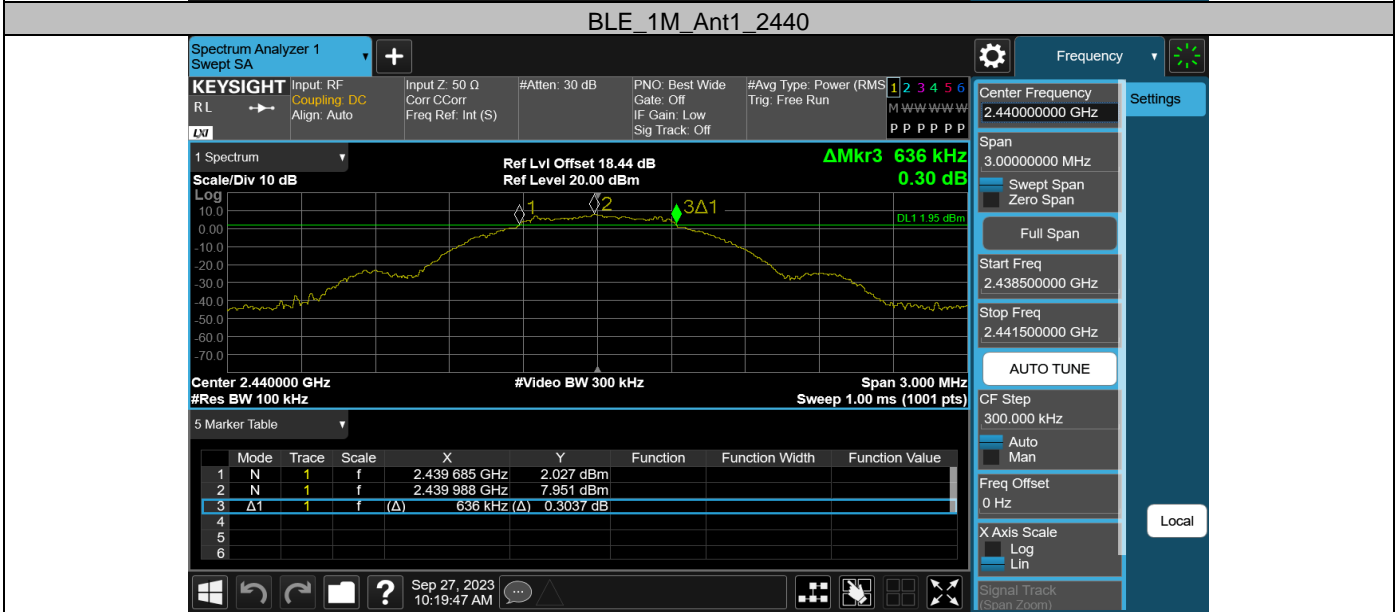 BLE_1M_Ant1_2440
Spectrum Analyzer 1
Swept SA
Frequency
KEYSIGHT
R L
LXI
Input: RF
Coupling: DC
Align: Auto
Input Z: 50 Ω
Corr CCorr
Freq Ref: Int (S)
#Atten: 30 dB
PNO: Best Wide
Gate: Off
IF Gain: Low
Sig Track: Off
#Avg Type: Power (RMS
Trig: Free Run
1 2 3 4 5 6
M W W W W W
P P P P P P
1 Spectrum
Scale/Div 10 dB
Ref Lvl Offset 18.44 dB
Ref Level 20.00 dBm
ΔMkr3 636 kHz
0.30 dB
Log
10.0
0.00
-10.0
-20.0
-30.0
-40.0
-50.0
-60.0
-70.0
1
2
3Δ1
DL1 1.95 dBm
Center 2.440000 GHz
#Video BW 300 kHz
Span 3.000 MHz
#Res BW 100 kHz
Sweep 1.00 ms (1001 pts)
5 Marker Table
Mode Trace Scale X Y Function Function Width Function Value
1 N 1 f 2.439 685 GHz 2.027 dBm
2 N 1 f 2.439 988 GHz 7.951 dBm
3 Δ1 1 f (Δ) 636 kHz (Δ) 0.3037 dB
4
5
6
Sep 27, 2023
10:19:47 AM
Center Frequency
2.440000000 GHz
Settings
Span
3.00000000 MHz
Swept Span
Zero Span
Full Span
Start Freq
2.438500000 GHz
Stop Freq
2.441500000 GHz
AUTO TUNE
CF Step
300.000 kHz
Auto
Man
Freq Offset
0 Hz
X Axis Scale
Log
Lin
Signal Track
(Span Zoom)
Local